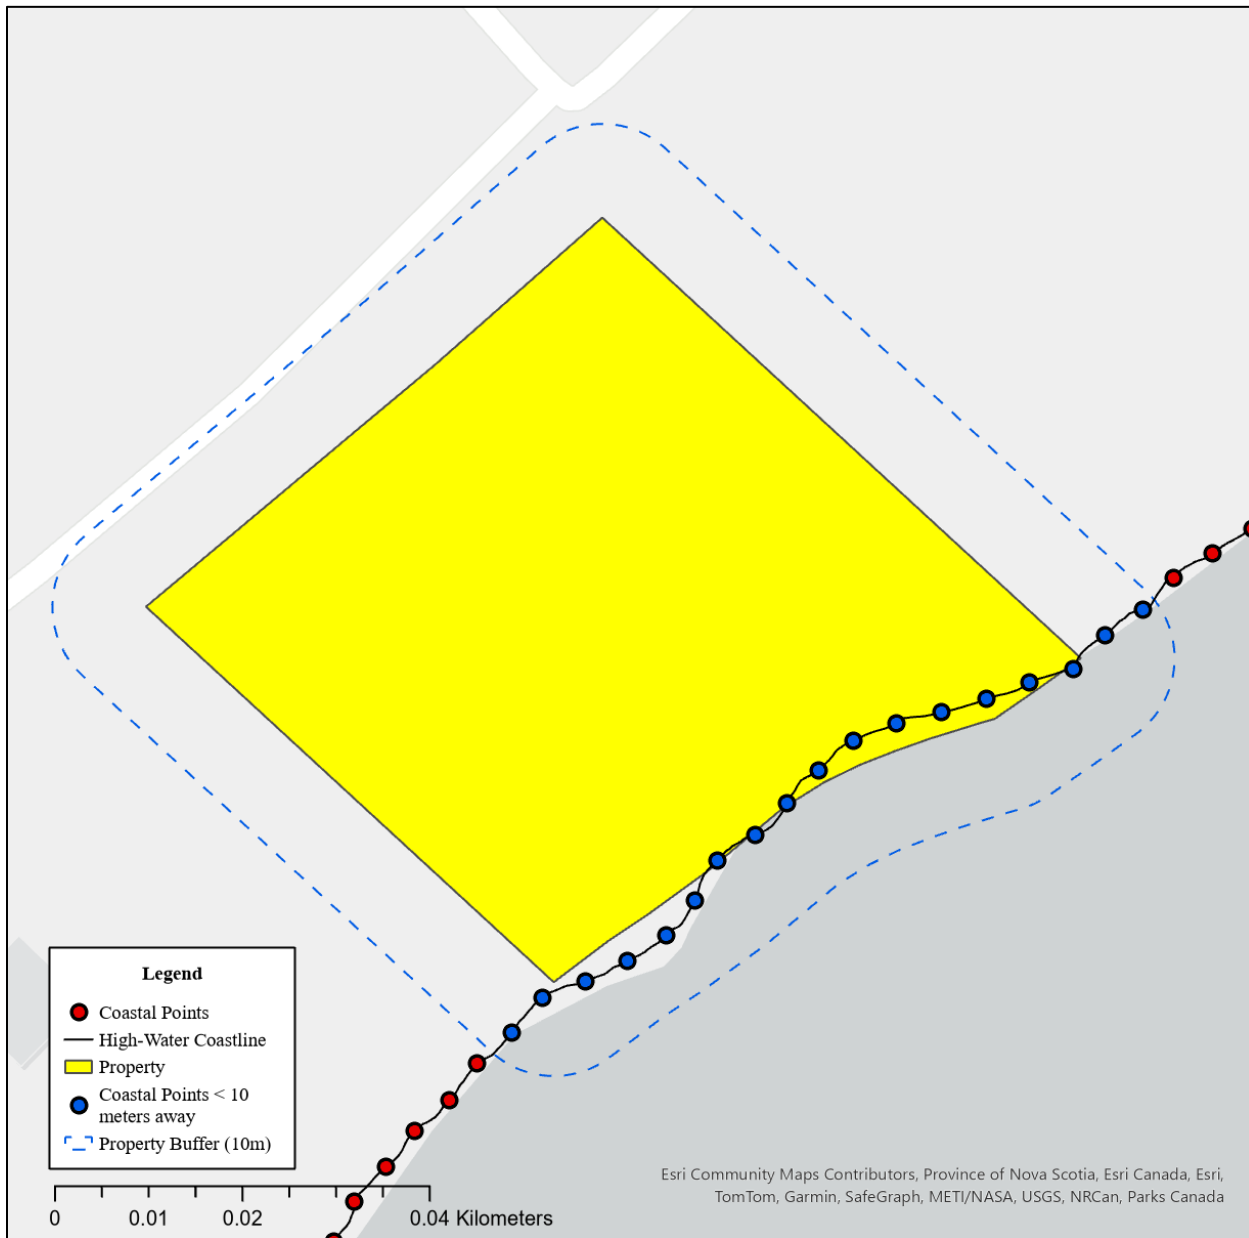 Legend
Coastal Points
High-Water Coastline
Property
Coastal Points < 10
meters away
Property Buffer (10m)
0 0.01 0.02 0.04 Kilometers
Esri Community Maps Contributors, Province of Nova Scotia, Esri Canada, Esri,
TomTom, Garmin, SafeGraph, METI/NASA, USGS, NRCan, Parks Canada